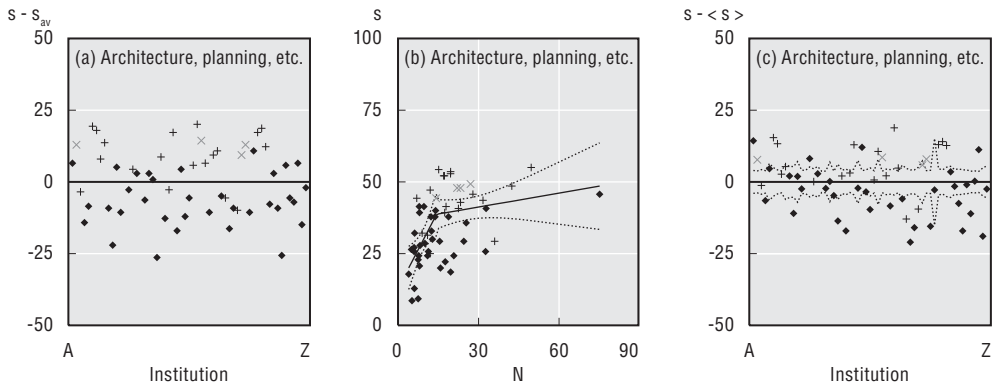 s - s_av
50
(a) Architecture, planning, etc.
25
0
-25
-50
A Z
Institution
s
100
(b) Architecture, planning, etc.
75
50
25
0
0 30 60 90
N
s - < s >
50
(c) Architecture, planning, etc.
25
0
-25
-50
A Z
Institution